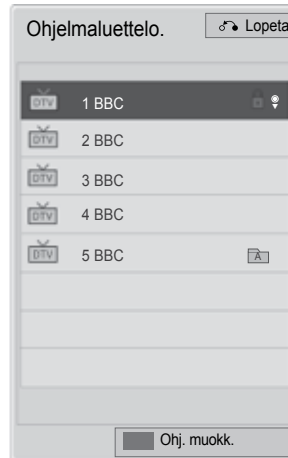 Ohjelmaluettelo.
Lopeta
DTV 1 BBC
DTV 2 BBC
DTV 3 BBC
DTV 4 BBC
DTV 5 BBC A
Ohj. muokk.